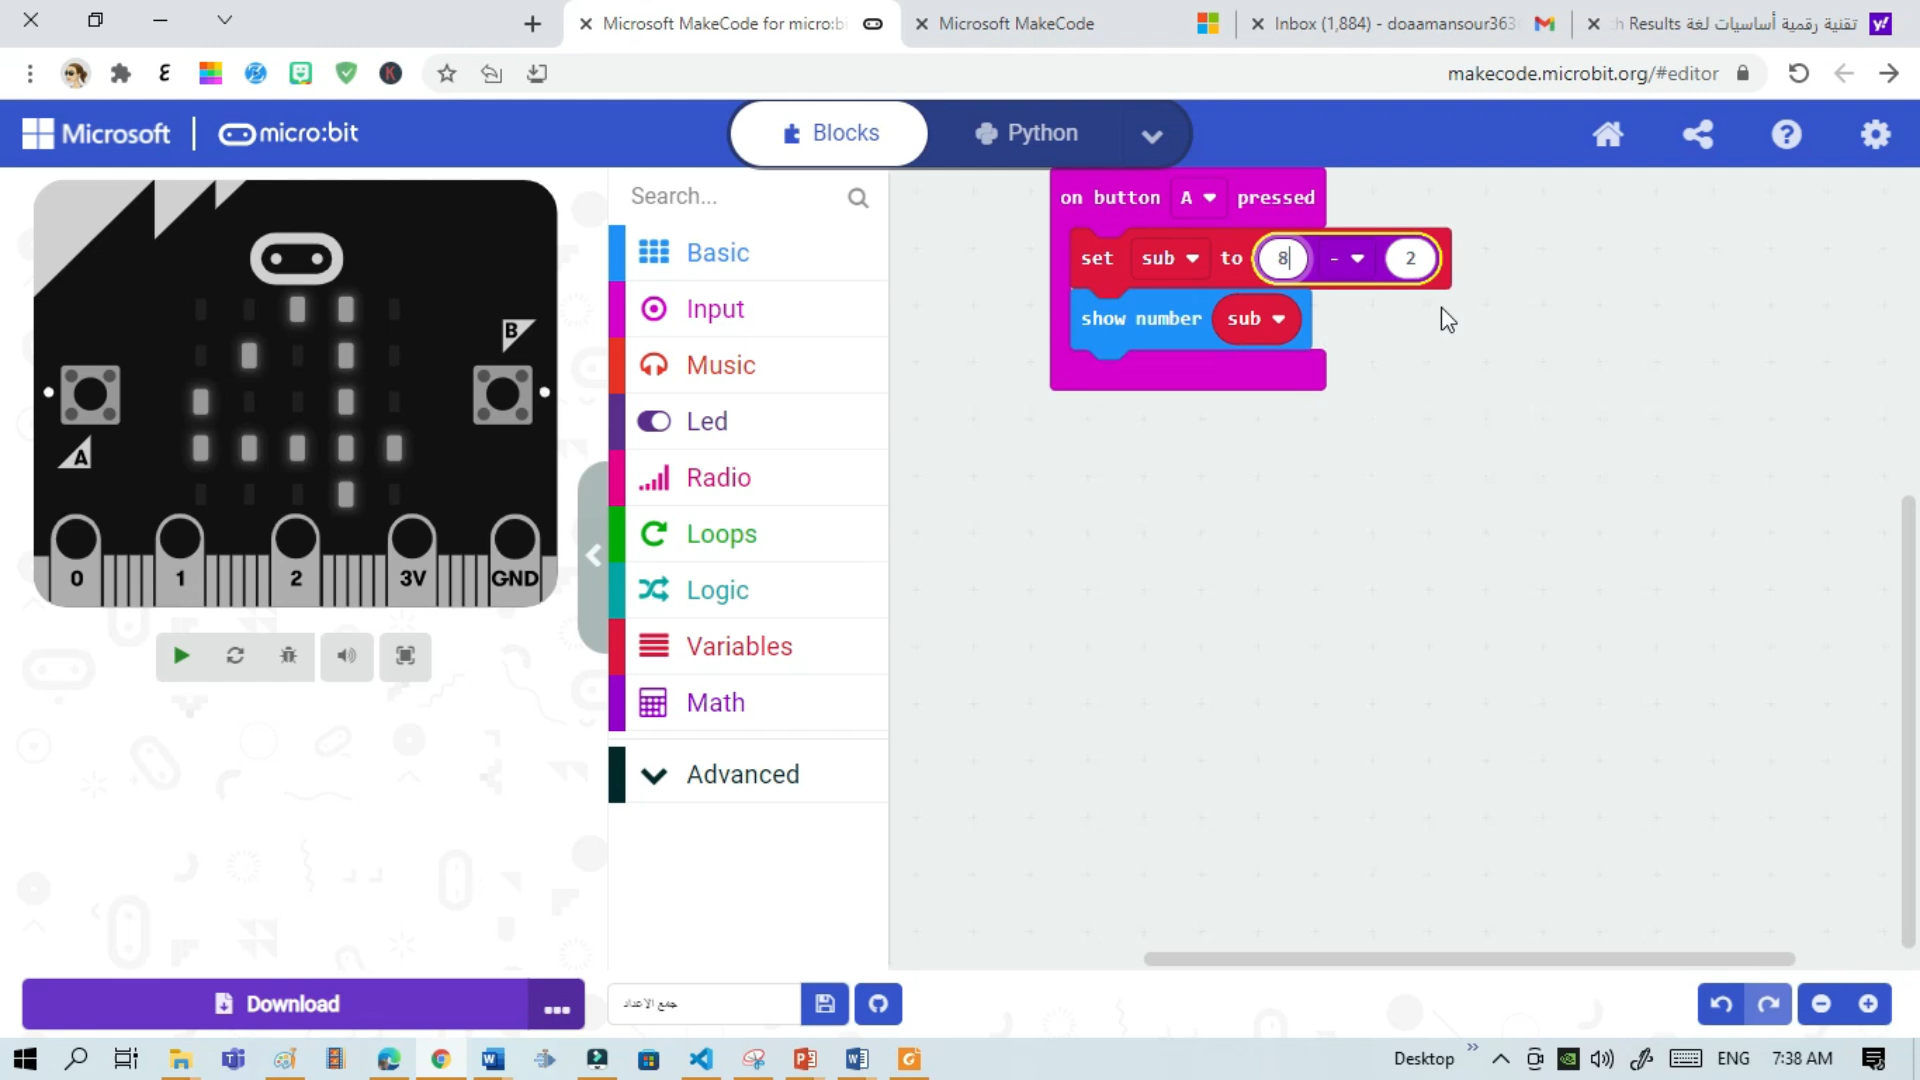 Microsoft MakeCode for micro:bi
Microsoft MakeCode
Inbox (1,884) - doaamansour363
h Results تقنية رقمية أساسيات لغة
makecode.microbit.org/#editor
Microsoft
micro:bit
Blocks
Python
Search...
Basic
Input
Music
Led
Radio
Loops
Logic
Variables
Math
Advanced
on button A pressed
set sub to 8 - 2
show number sub
A
B
0 1 2 3V GND
Download
جمع الاعداد
Desktop
ENG
7:38 AM